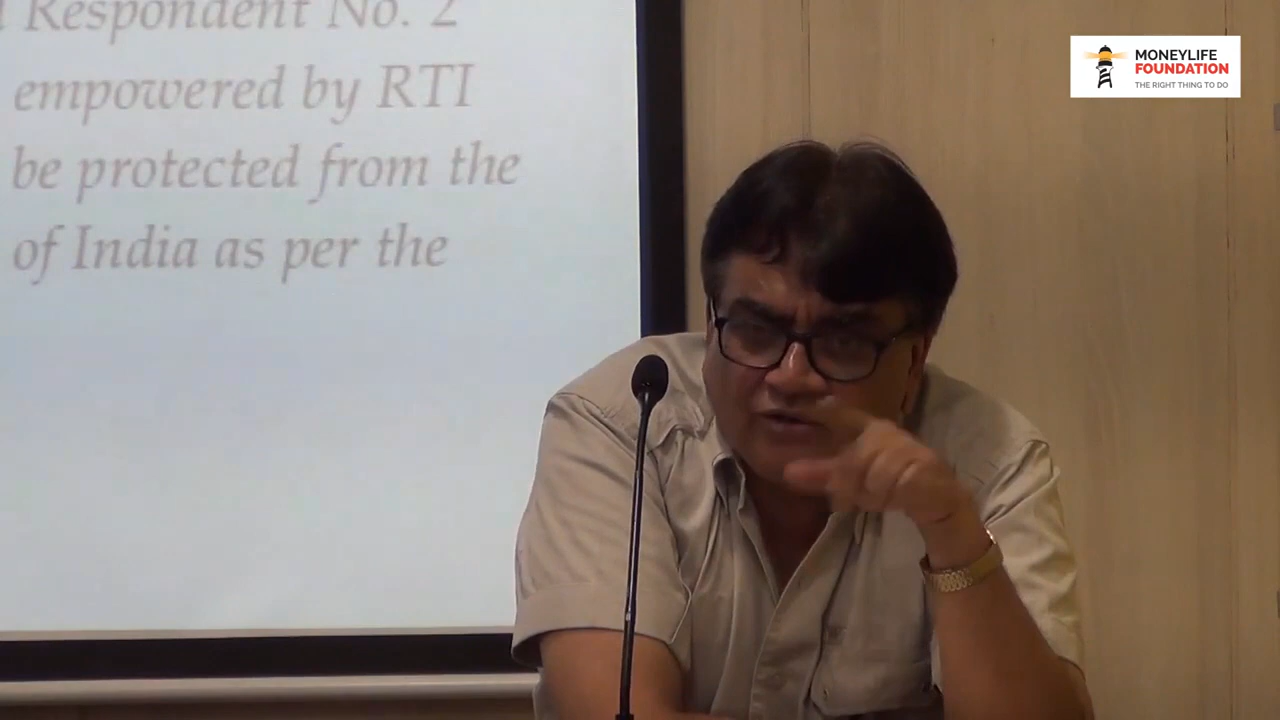 Respondent No. 2
empowered by RTI
be protected from the
of India as per the
MONEYLIFE
FOUNDATION
THE RIGHT THING TO DO